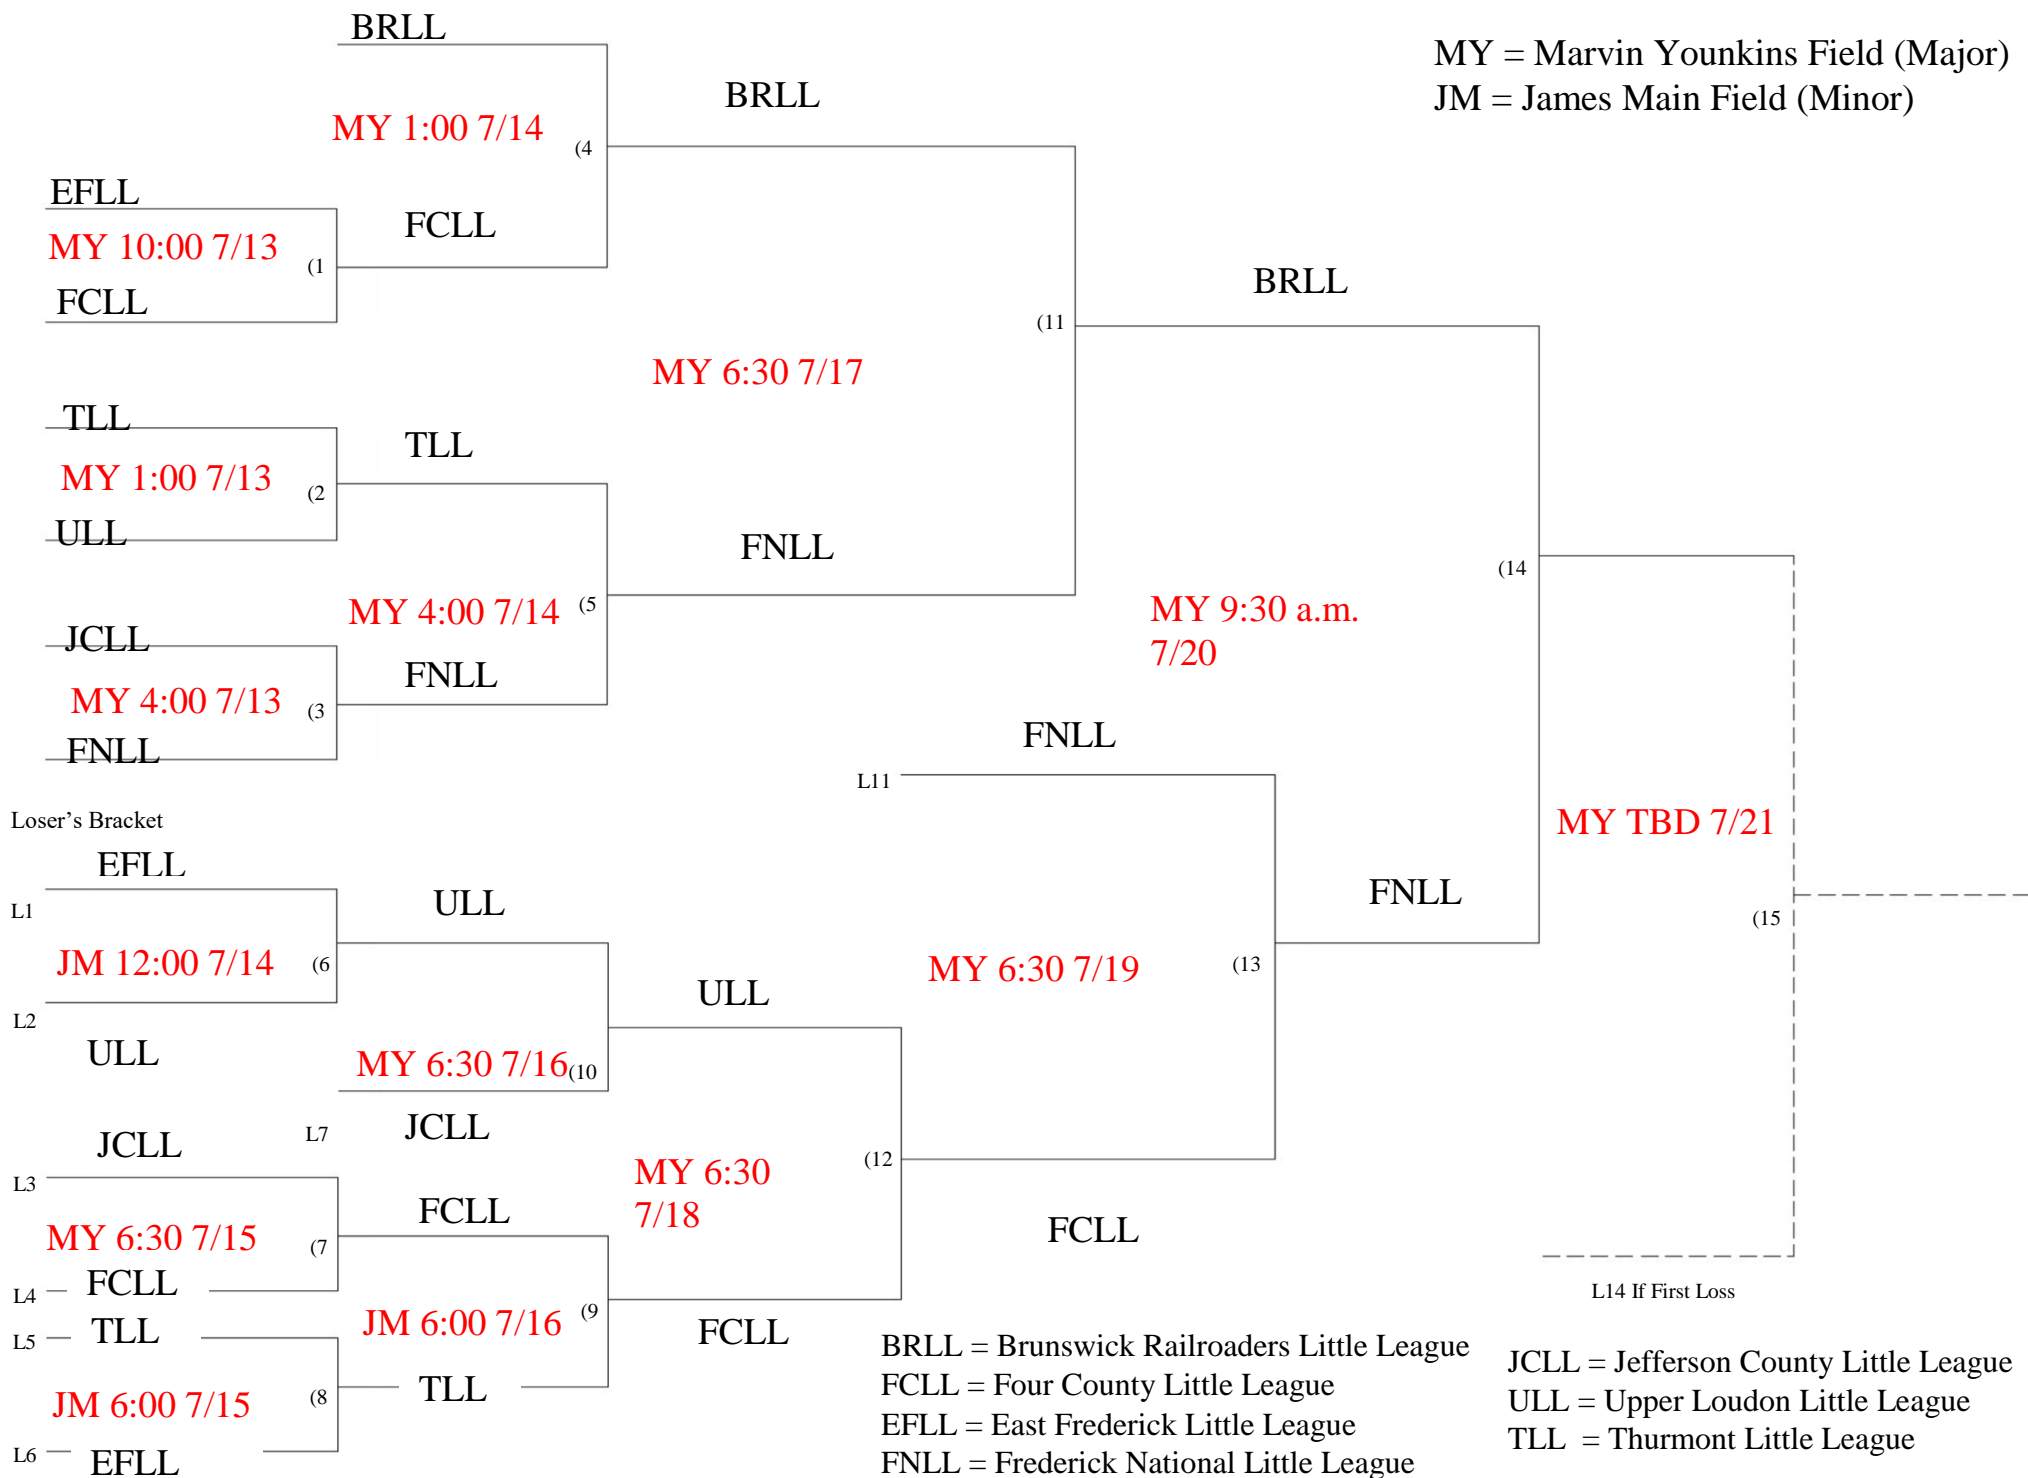 BRLL
MY = Marvin Younkins Field (Major)
JM = James Main Field (Minor)
BRLL
MY 1:00 7/14
(4
EFLL
FCLL
MY 10:00 7/13
(1
BRLL
FCLL
(11
MY 6:30 7/17
TLL
TLL
MY 1:00 7/13
(2
ULL
FNLL
(14
MY 4:00 7/14
(5
MY 9:30 a.m.
7/20
JCLL
FNLL
MY 4:00 7/13
(3
FNLL
FNLL
L11
Loser's Bracket
MY TBD 7/21
EFLL
L1
ULL
FNLL
(15
JM 12:00 7/14
(6
MY 6:30 7/19
(13
ULL
L2
ULL
MY 6:30 7/16
(10
JCLL
L7
JCLL
L3
MY 6:30
7/18
(12
FCLL
MY 6:30 7/15
(7
FCLL
FCLL
L4
L14 If First Loss
TLL
L5
JM 6:00 7/16
(9
FCLL
TLL
JM 6:00 7/15
(8
L6
EFLL
BRLL = Brunswick Railroaders Little League
FCLL = Four County Little League
EFLL = East Frederick Little League
FNLL = Frederick National Little League
JCLL = Jefferson County Little League
ULL = Upper Loudon Little League
TLL = Thurmont Little League